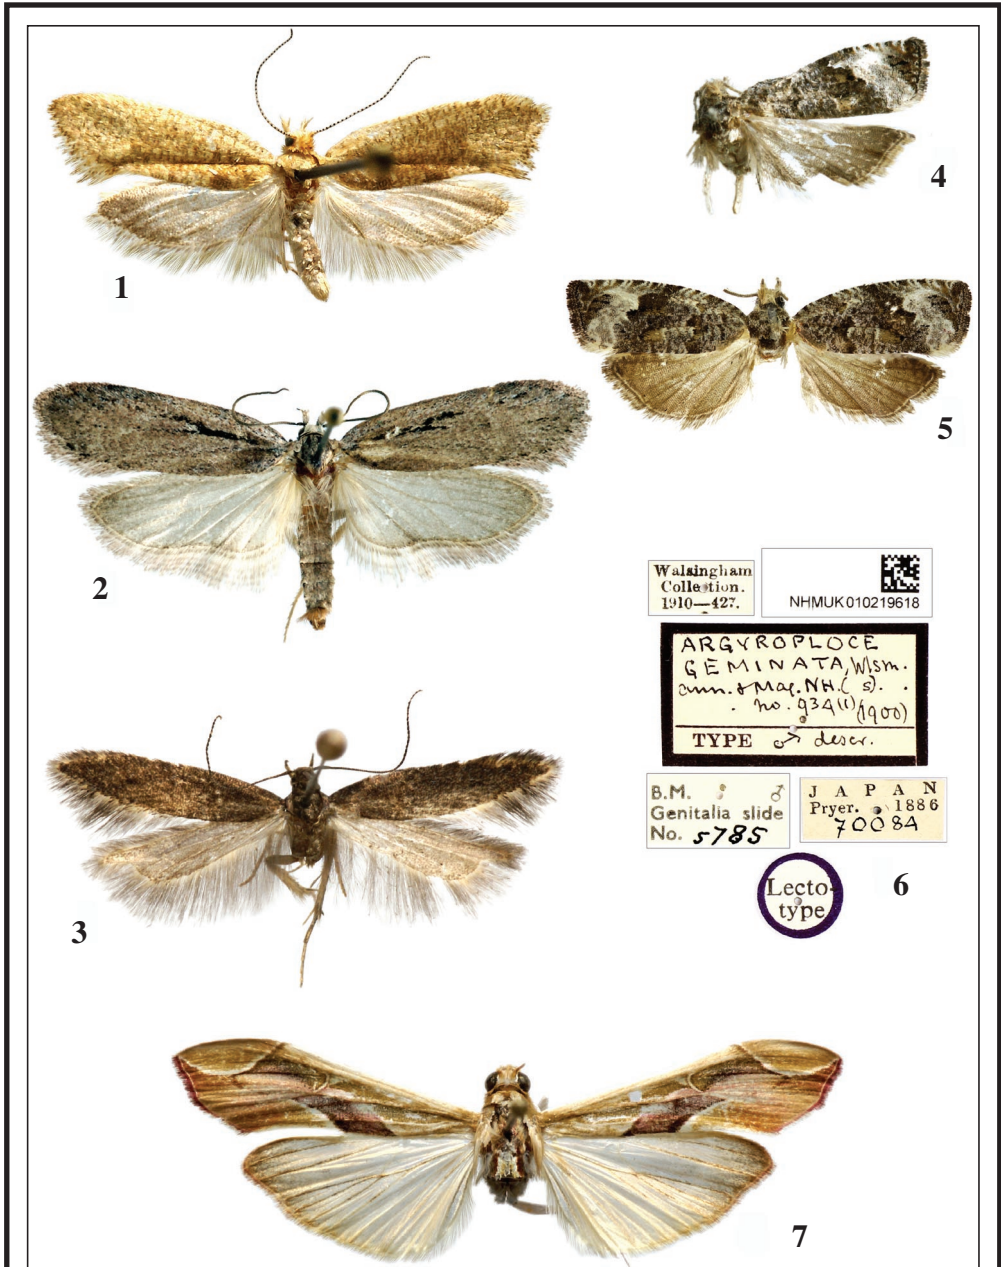 1
4
5
2
Walsingham
Collection.
1910—427.
NHMUK010219618
ARGYROPLOCE
GEMINATA, Wlsm.
Ann. & Mag. NH. ( s).
no. 934 (1) (1900)
TYPE ♂ descr.
B.M. ♂
Genitalia slide
No. 5785
JAPAN
Pryer. 1886
70084
Lecto-
type
6
3
7